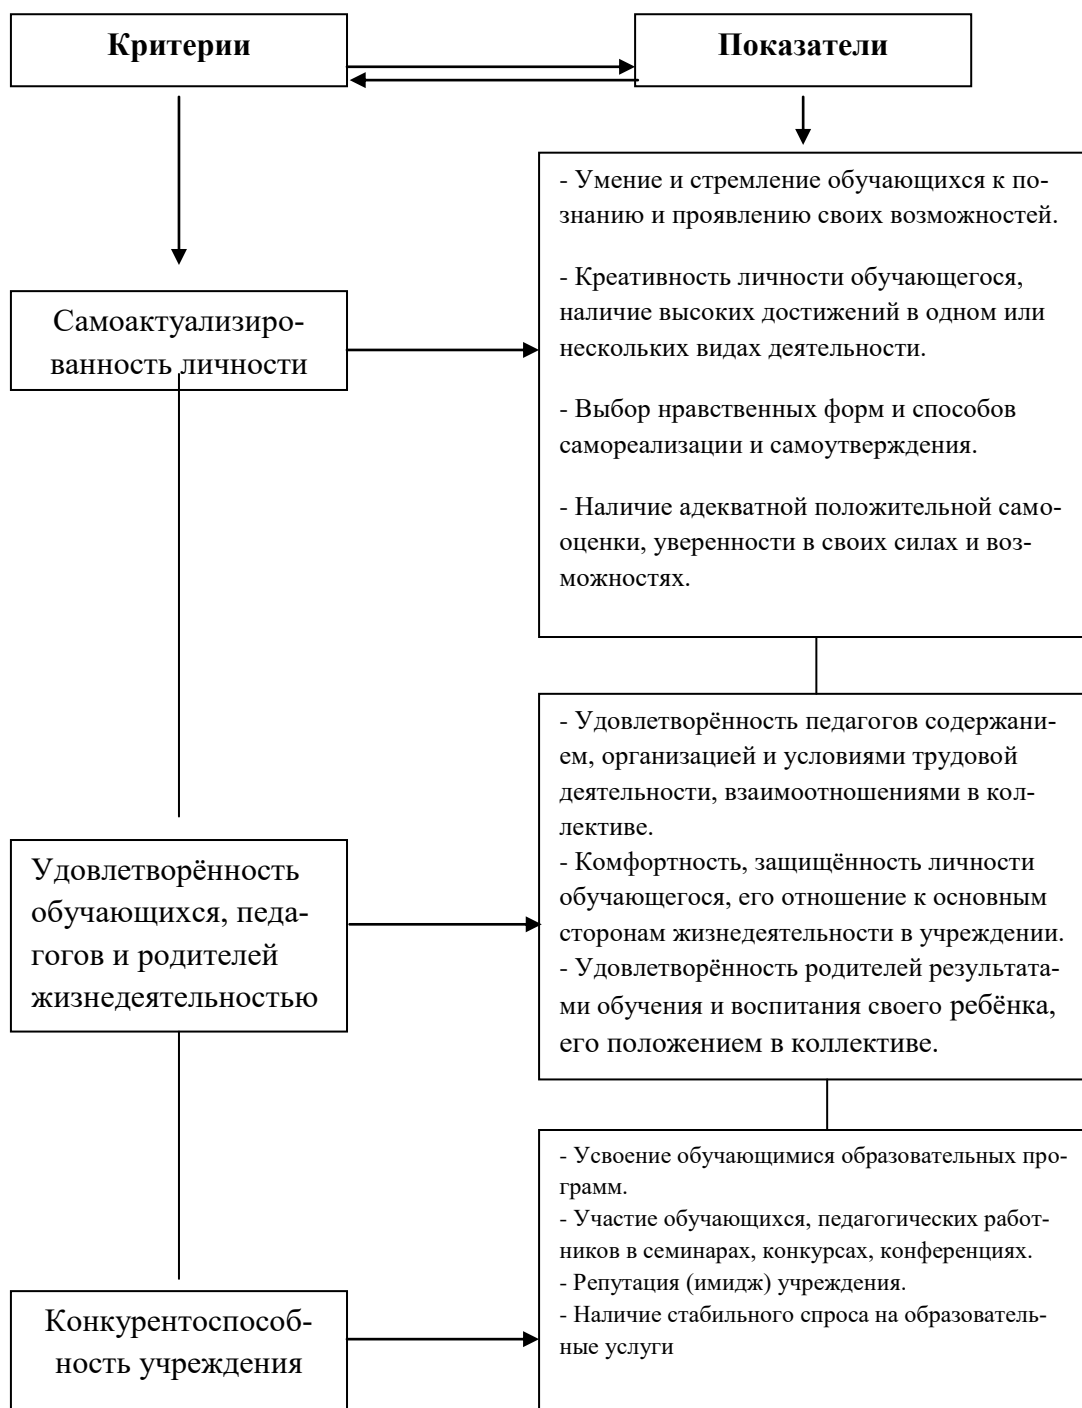 Критерии
Показатели
- Умение и стремление обучающихся к по-
знанию и проявлению своих возможностей.
- Креативность личности обучающегося,
наличие высоких достижений в одном или
нескольких видах деятельности.
- Выбор нравственных форм и способов
самореализации и самоутверждения.
- Наличие адекватной положительной само-
оценки, уверенности в своих силах и воз-
можностях.
Самоактуализиро-
ванность личности
- Удовлетворённость педагогов содержани-
ем, организацией и условиями трудовой
деятельности, взаимоотношениями в кол-
лективе.
- Комфортность, защищённость личности
обучающегося, его отношение к основным
сторонам жизнедеятельности в учреждении.
- Удовлетворённость родителей результата-
ми обучения и воспитания своего ребёнка,
его положением в коллективе.
Удовлетворённость
обучающихся, педа-
гогов и родителей
жизнедеятельностью
- Усвоение обучающимися образовательных про-
грамм.
- Участие обучающихся, педагогических работ-
ников в семинарах, конкурсах, конференциях.
- Репутация (имидж) учреждения.
- Наличие стабильного спроса на образователь-
ные услуги
Конкурентоспособ-
ность учреждения